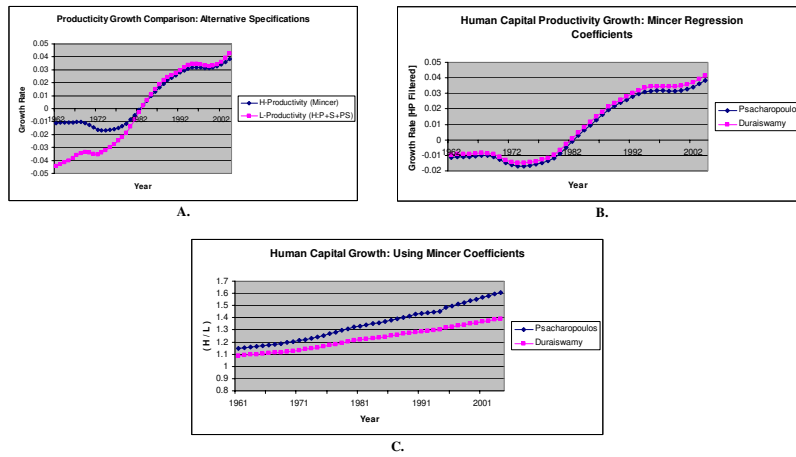 Producticity Growth Comparison: Alternative Specifications
0.05
0.04
0.03
0.02
0.01
0
-0.01
-0.02
-0.03
-0.04
-0.05
Growth Rate
1962 1972 1982 1992 2002
Year
H-Productivity (Mincer)
L-Productivity (H:P+S+PS)
A.
Human Capital Productivity Growth: Mincer Regression
Coefficients
0.05
0.04
0.03
0.02
0.01
0
-0.01
-0.02
Growth Rate [HP Filtered]
1962 1972 1982 1992 2002
Year
Psacharopoulos
Duraiswamy
B.
Human Capital Growth: Using Mincer Coefficients
1.7
1.6
1.5
1.4
1.3
1.2
1.1
1
0.9
0.8
( H / L )
1961 1971 1981 1991 2001
Year
Psacharopoulos
Duraiswamy
C.